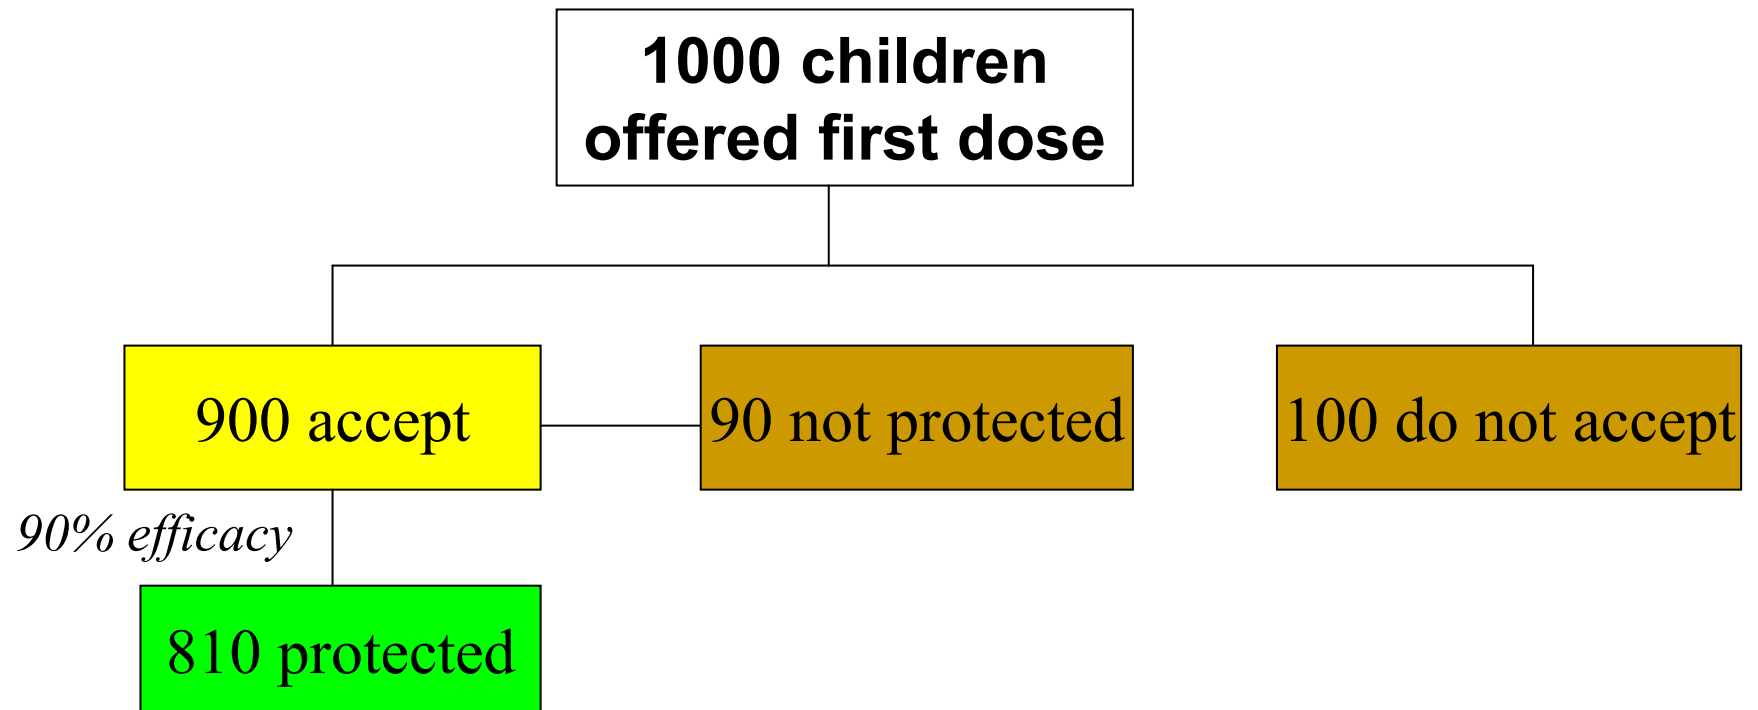 1000 children
offered first dose
900 accept
90 not protected
100 do not accept
90% efficacy
810 protected